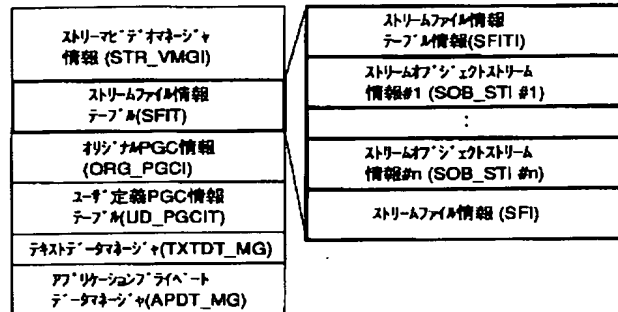 ストリーマビデオマネージャ
情報 (STR_VMGI)
ストリームファイル情報
テーブル(SFIT)
オリジナルPGC情報
(ORG_PGCI)
ユーザ定義PGC情報
テーブル(UD_PGCIT)
テキストデータマネージャ(TXTDT_MG)
アプリケーションプライベート
データマネージャ(APDT_MG)
ストリームファイル情報
テーブル情報(SFITI)
ストリームオブジェクトストリーム
情報#1 (SOB_STI #1)
:
ストリームオブジェクトストリーム
情報#n (SOB_STI #n)
ストリームファイル情報 (SFI)